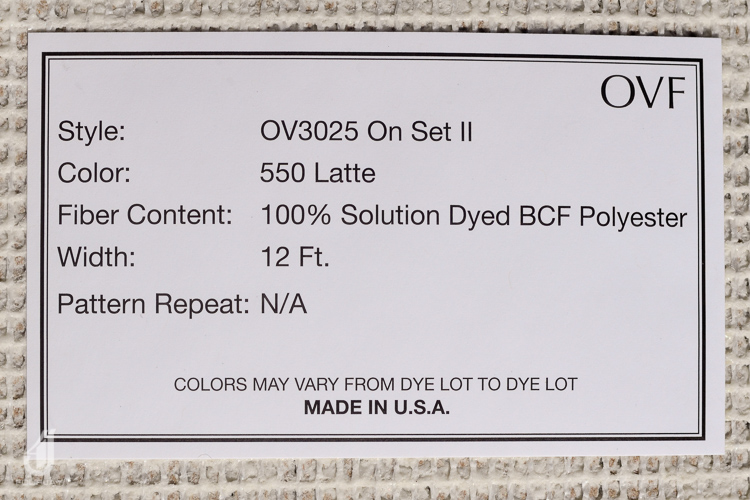 OVF
Style: OV3025 On Set II
Color: 550 Latte
Fiber Content: 100% Solution Dyed BCF Polyester
Width: 12 Ft.
Pattern Repeat: N/A
COLORS MAY VARY FROM DYE LOT TO DYE LOT
MADE IN U.S.A.